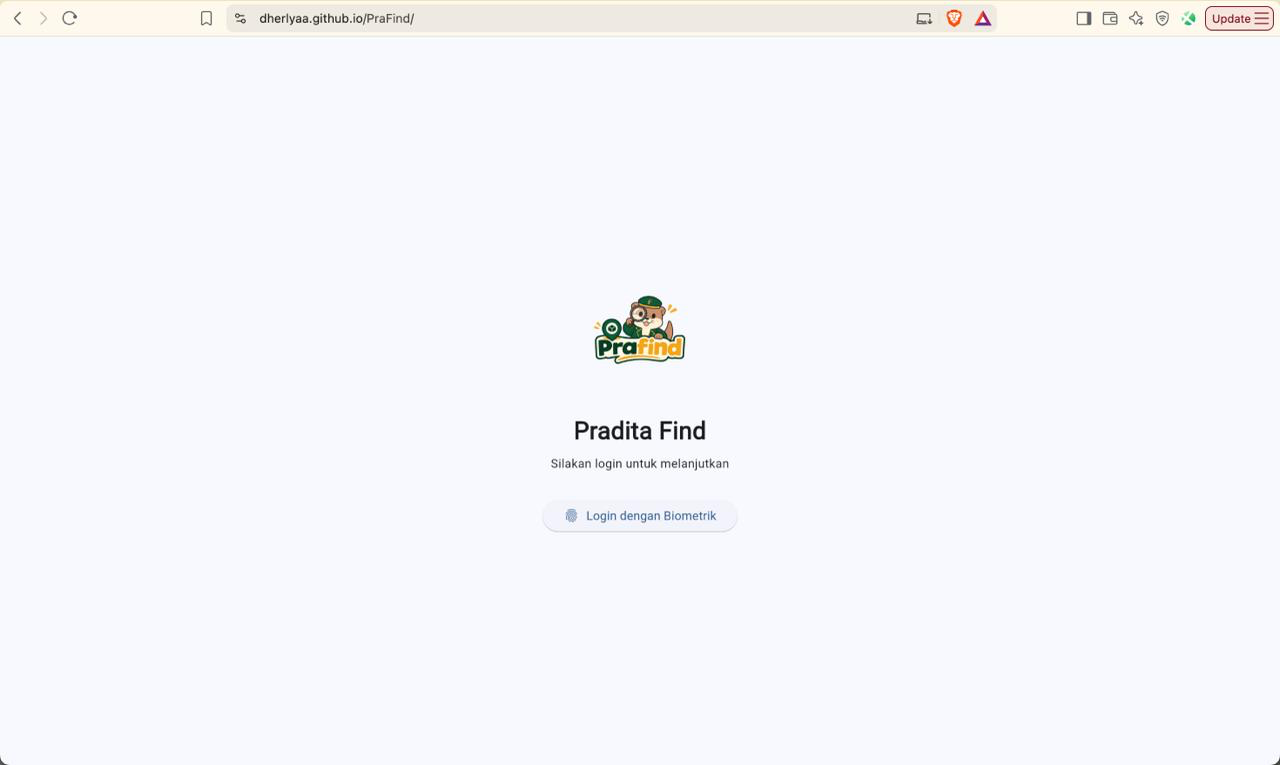 dherlyaa.github.io/PraFind/
Update
Prafind
Pradita Find
Silakan login untuk melanjutkan
Login dengan Biometrik